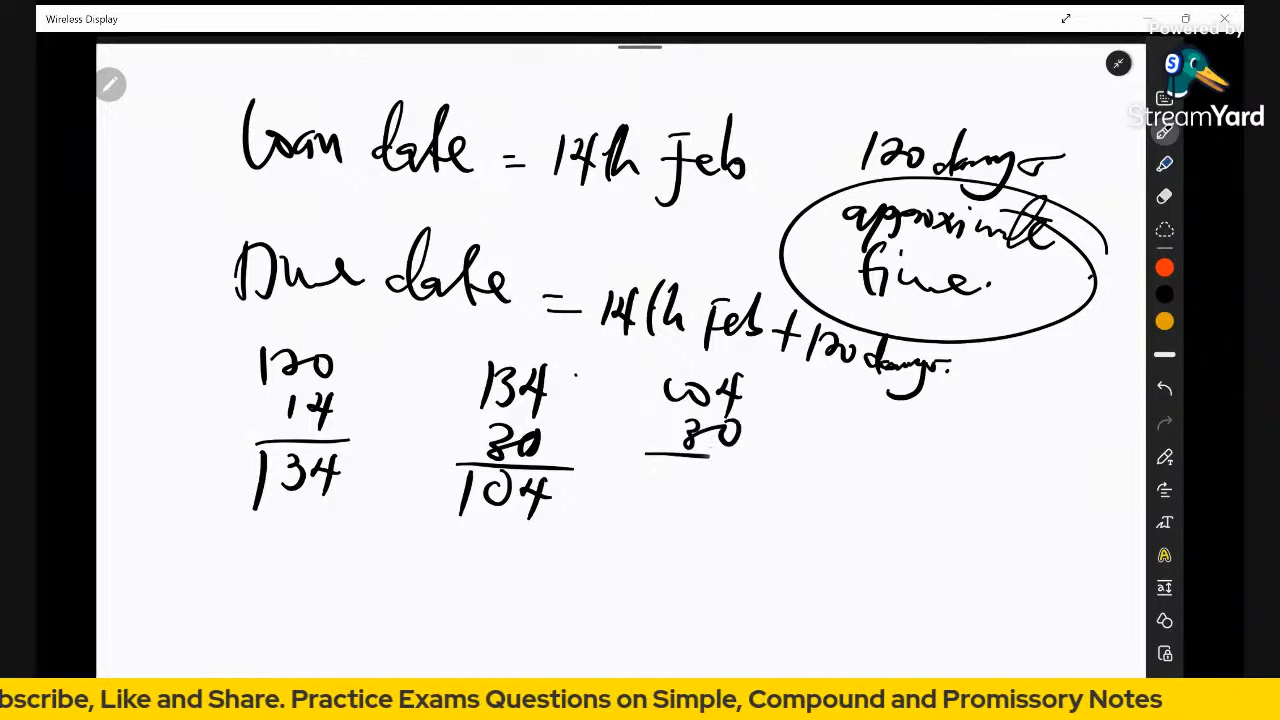 Wireless Display
Powered by
StreamYard
Loan date = 14th Feb
120 days
approximate
time.
Due date = 14th Feb + 120 days.
120
14
134
134
30
104
104
30
bscribe, Like and Share. Practice Exams Questions on Simple, Compound and Promissory Notes